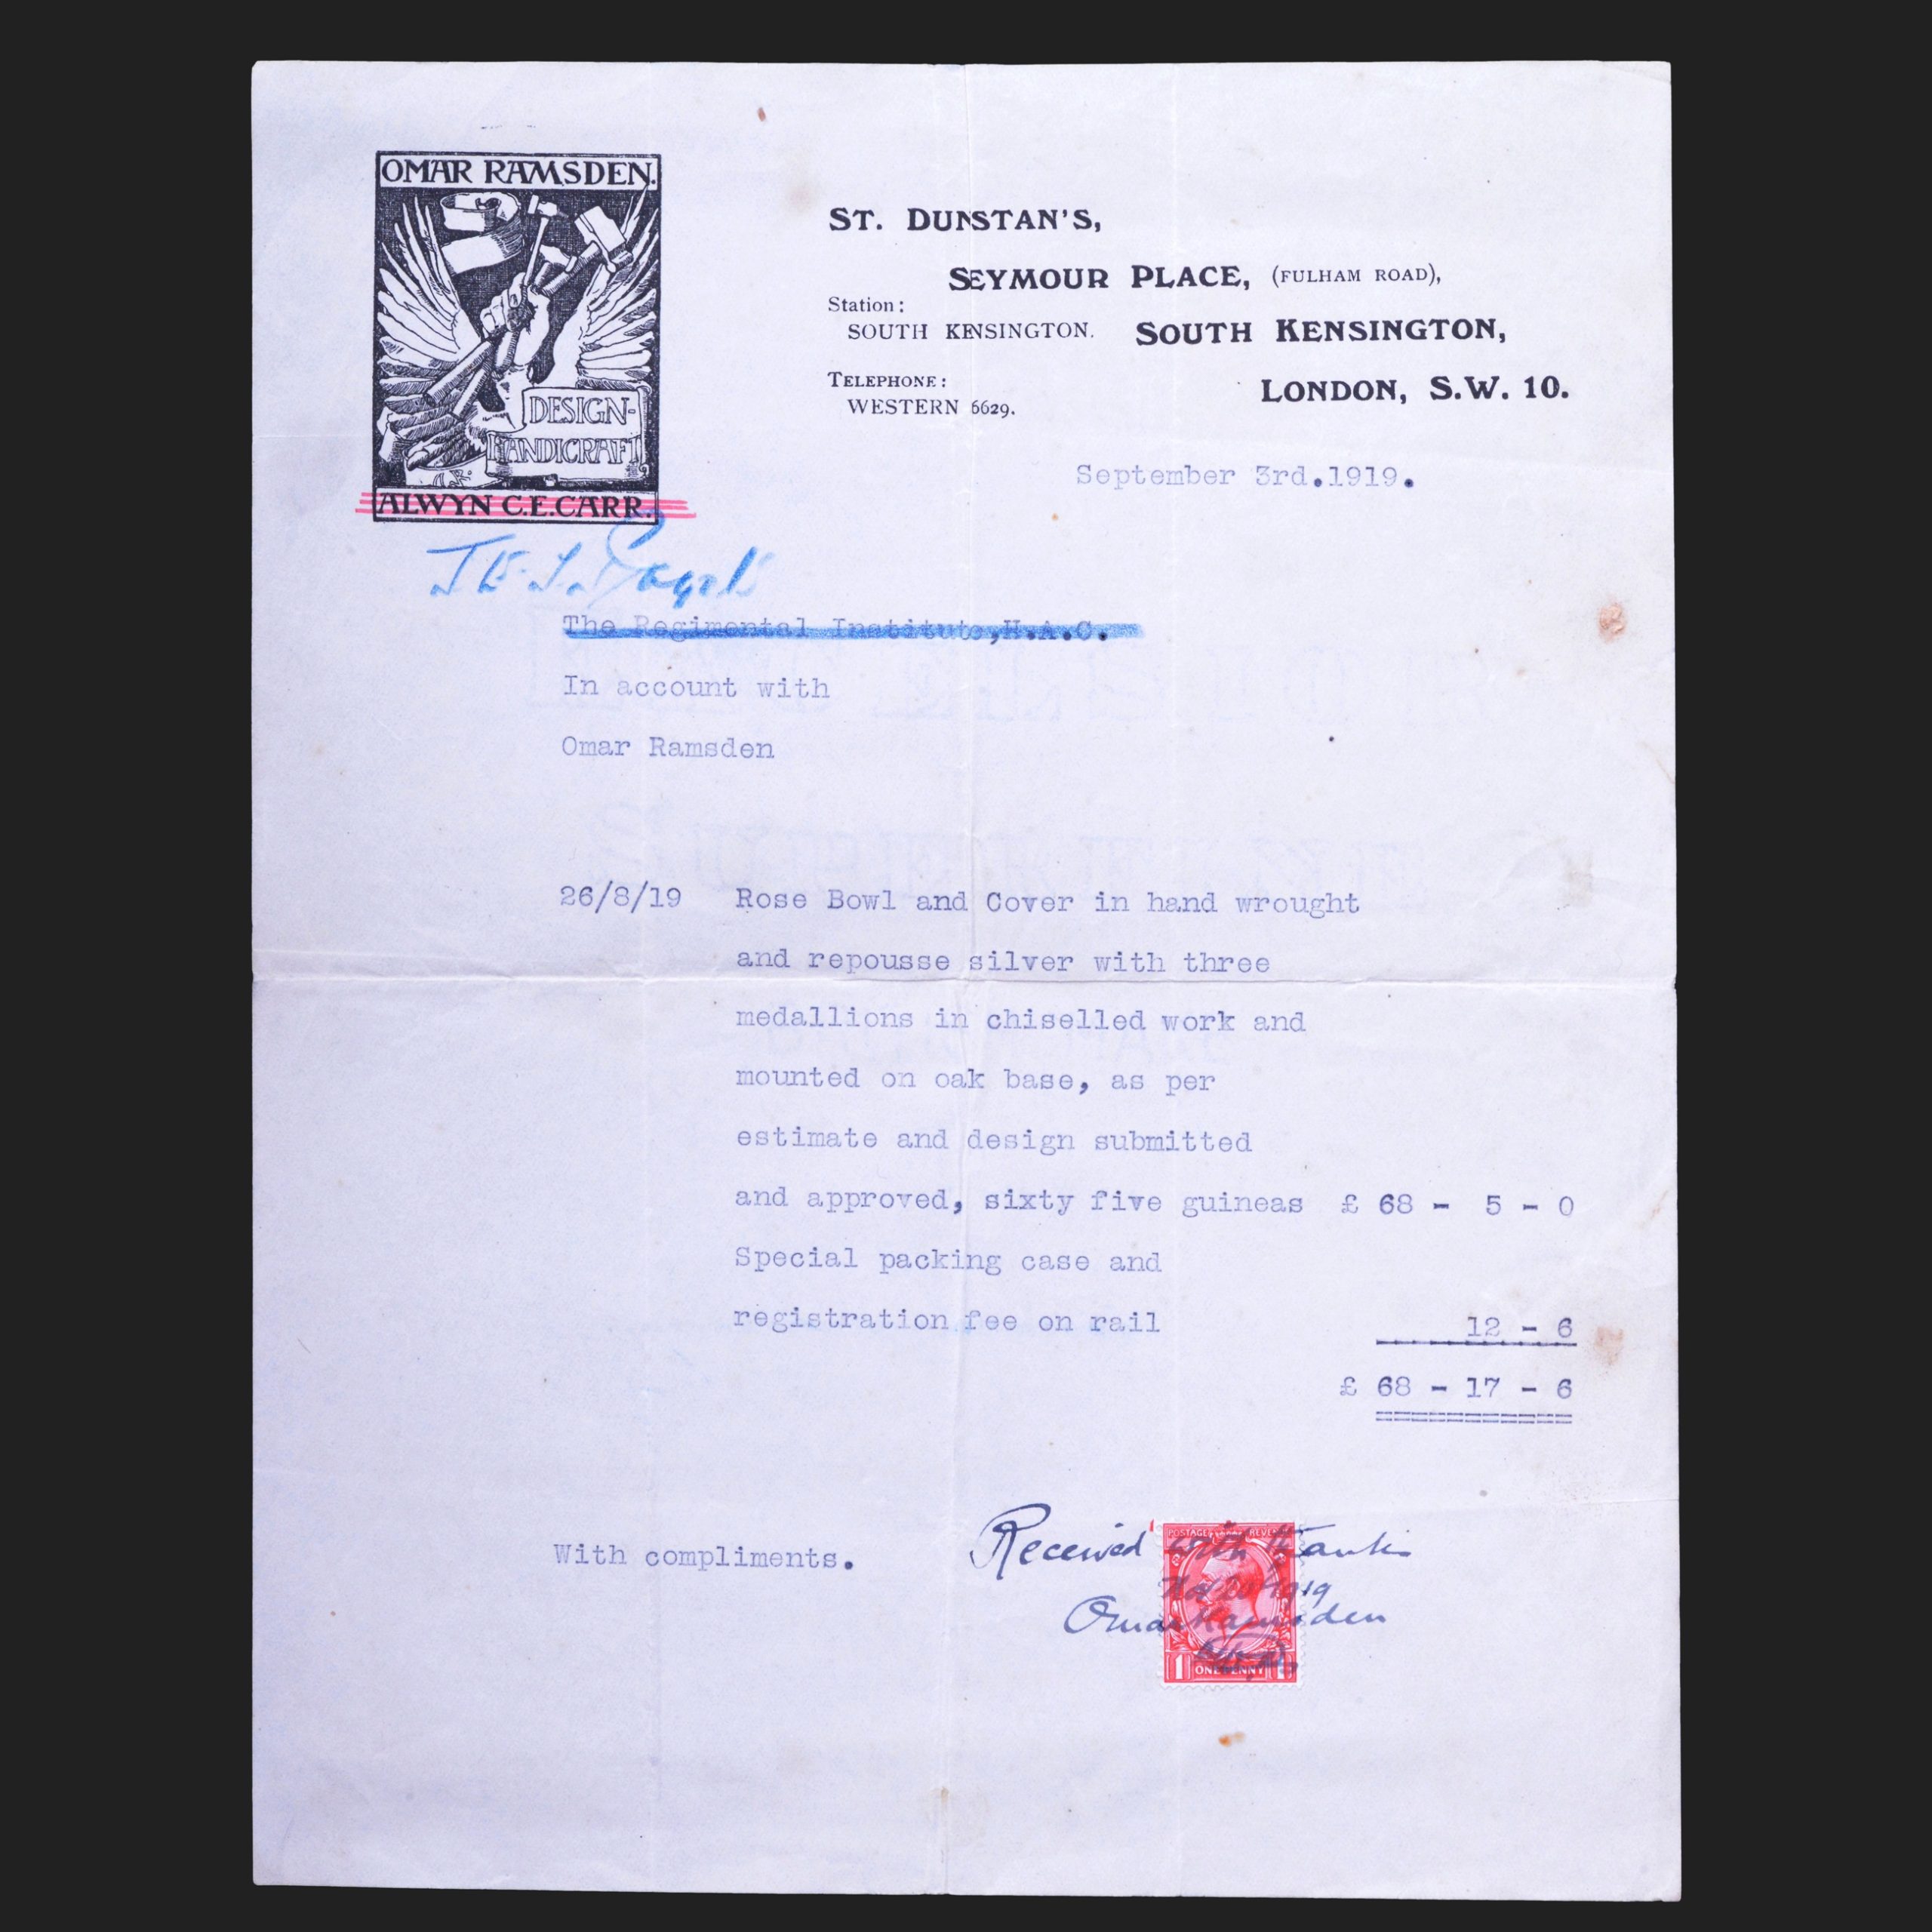 OMAR RAMSDEN.
DESIGN-
HANDICRAFT
ALWYN C.E.CARR.
ST. DUNSTAN'S,
SEYMOUR PLACE, (FULHAM ROAD),
Station:
SOUTH KENSINGTON. SOUTH KENSINGTON,
TELEPHONE:
WESTERN 6629.
LONDON, S.W. 10.
September 3rd.1919.
The Regimental Institute,H.A.C.
In account with
Omar Ramsden
26/8/19 Rose Bowl and Cover in hand wrought
and repousse silver with three
medallions in chiselled work and
mounted on oak base, as per
estimate and design submitted
and approved, sixty five guineas £ 68 - 5 - 0
Special packing case and
registration fee on rail 12 - 6
£ 68 - 17 - 6
With compliments.
Received with thanks
1919
Omar Ramsden
POSTAGE REVENUE
1 ONE PENNY 1